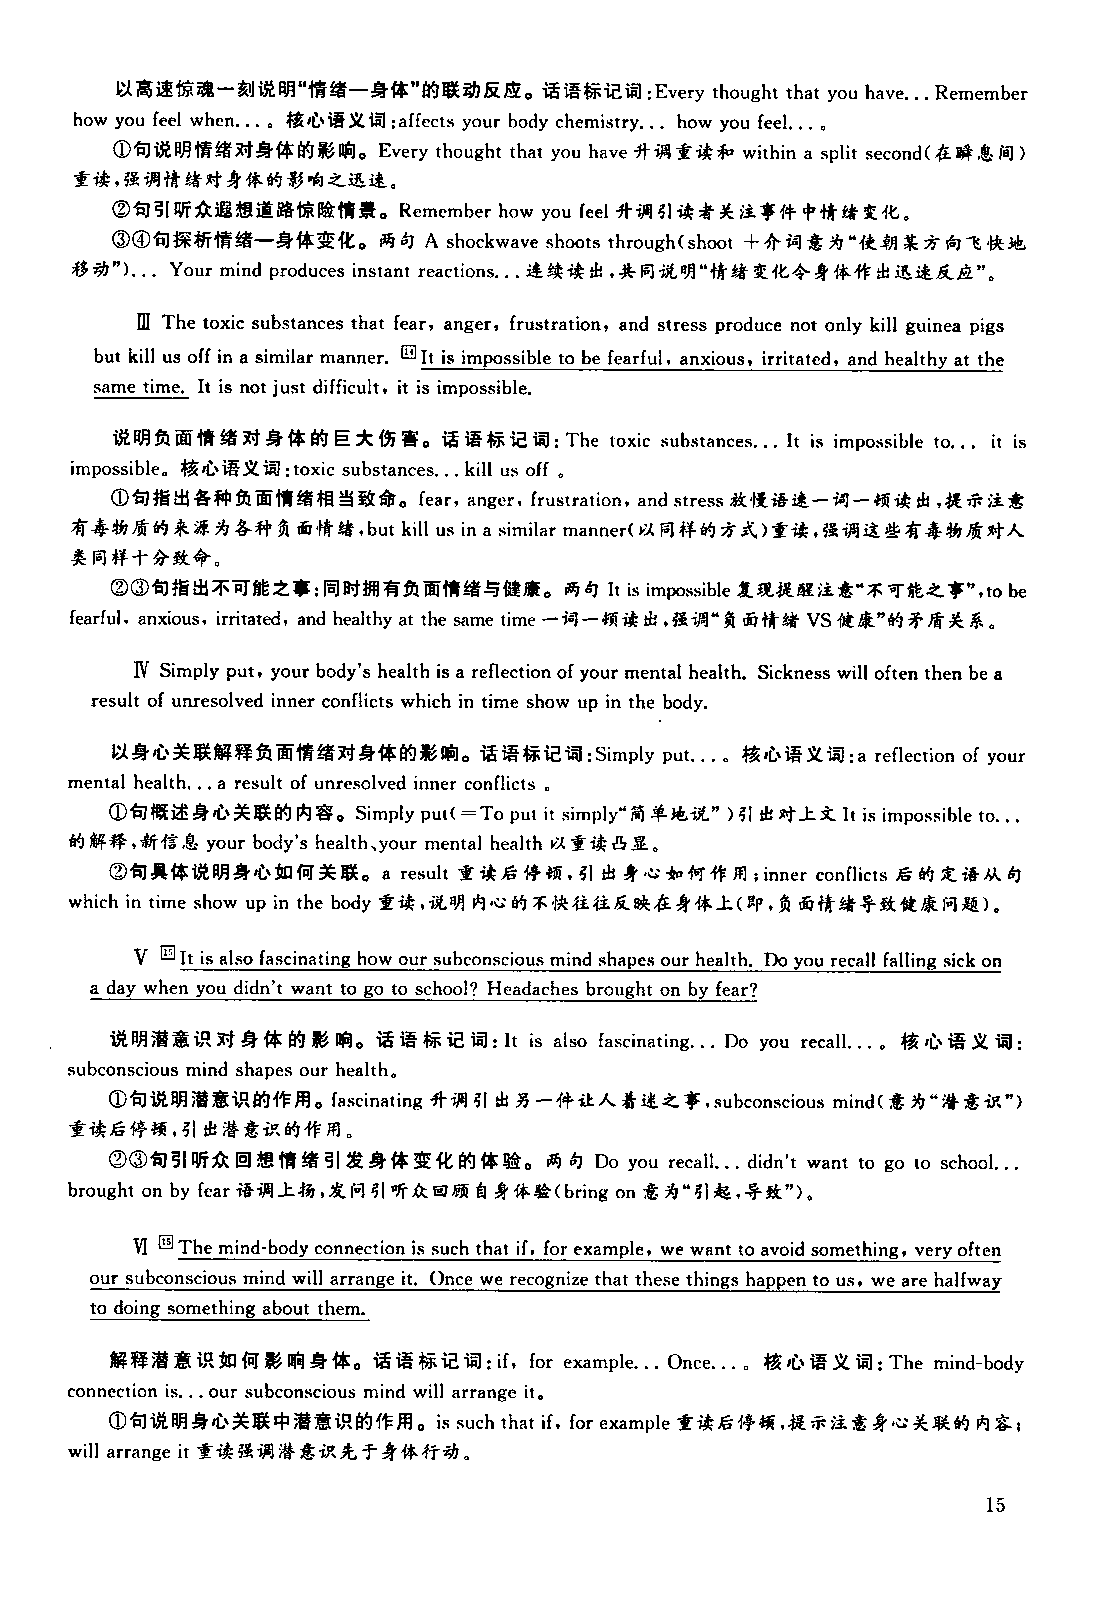 以高速惊魂一刻说明“情绪—身体”的联动反应。话语标记词:Every thought that you have... Remember
how you feel when...。核心语义词:affects your body chemistry... how you feel...。
①句说明情绪对身体的影响。Every thought that you have 升调重读和 within a split second(在瞬息间)
重读,强调情绪对身体的影响之迅速。
②句引听众遐想道路惊险情景。Remember how you feel 升调引读者关注事件中情绪变化。
③④句探析情绪—身体变化。两句 A shockwave shoots through(shoot ＋介词意为“使朝某方向飞快地
移动”)... Your mind produces instant reactions...连续读出,共同说明“情绪变化令身体作出迅速反应”。
Ⅲ The toxic substances that fear, anger, frustration, and stress produce not only kill guinea pigs
but kill us off in a similar manner. [14]It is impossible to be fearful, anxious, irritated, and healthy at the
same time. It is not just difficult, it is impossible.
说明负面情绪对身体的巨大伤害。话语标记词: The toxic substances... It is impossible to... it is
impossible。核心语义词:toxic substances...kill us off 。
①句指出各种负面情绪相当致命。fear, anger, frustration, and stress 放慢语速一词一顿读出,提示注意
有毒物质的来源为各种负面情绪,but kill us in a similar manner(以同样的方式)重读,强调这些有毒物质对人
类同样十分致命。
②③句指出不可能之事:同时拥有负面情绪与健康。两句 It is impossible 复现提醒注意“不可能之事”,to be
fearful, anxious, irritated, and healthy at the same time 一词一顿读出,强调“负面情绪 VS 健康”的矛盾关系。
Ⅳ Simply put, your body's health is a reflection of your mental health. Sickness will often then be a
result of unresolved inner conflicts which in time show up in the body.
以身心关联解释负面情绪对身体的影响。话语标记词:Simply put...。核心语义词:a reflection of your
mental health...a result of unresolved inner conflicts 。
①句概述身心关联的内容。Simply put(＝To put it simply“简单地说”)引出对上文 It is impossible to...
的解释,新信息 your body's health、your mental health 以重读凸显。
②句具体说明身心如何关联。a result 重读后停顿,引出身心如何作用;inner conflicts 后的定语从句
which in time show up in the body 重读,说明内心的不快往往反映在身体上(即,负面情绪导致健康问题)。
Ⅴ [15]It is also fascinating how our subconscious mind shapes our health. Do you recall falling sick on
a day when you didn't want to go to school? Headaches brought on by fear?
说明潜意识对身体的影响。话语标记词: It is also fascinating... Do you recall...。核心语义词:
subconscious mind shapes our health。
①句说明潜意识的作用。fascinating 升调引出另一件让人着迷之事,subconscious mind(意为“潜意识”)
重读后停顿,引出潜意识的作用。
②③句引听众回想情绪引发身体变化的体验。两句 Do you recall... didn't want to go to school...
brought on by fear 语调上扬,发问引听众回顾自身体验(bring on 意为“引起,导致”)。
Ⅵ [15]The mind-body connection is such that if, for example, we want to avoid something, very often
our subconscious mind will arrange it. Once we recognize that these things happen to us, we are halfway
to doing something about them.
解释潜意识如何影响身体。话语标记词:if, for example... Once...。核心语义词: The mind-body
connection is...our subconscious mind will arrange it。
①句说明身心关联中潜意识的作用。is such that if, for example 重读后停顿,提示注意身心关联的内容;
will arrange it 重读强调潜意识先于身体行动。
15